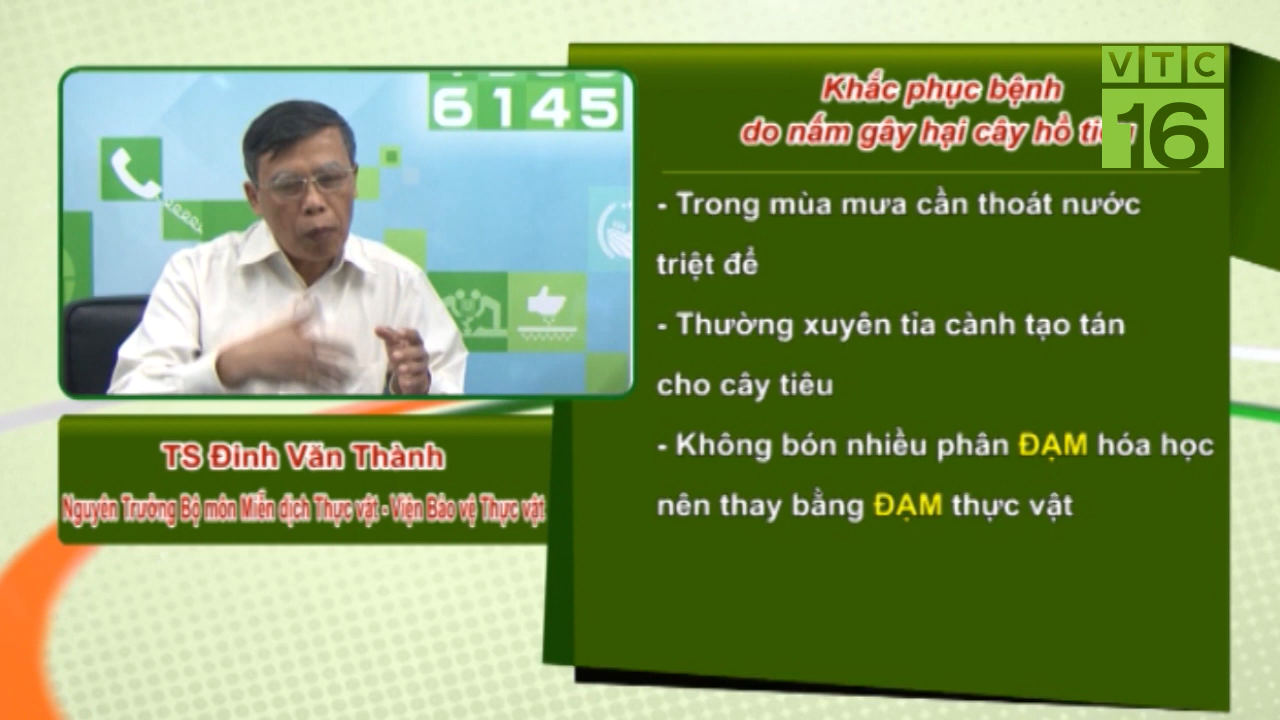 6145
TS Đinh Văn Thành
Nguyên Trưởng Bộ môn Miễn dịch Thực vật - Viện Bảo vệ Thực vật
VTC
16
Khắc phục bệnh
do nấm gây hại cây hồ
- Trong mùa mưa cần thoát nước
triệt để
- Thường xuyên tỉa cành tạo tán
cho cây tiêu
- Không bón nhiều phân ĐẠM hóa học
nên thay bằng ĐẠM thực vật